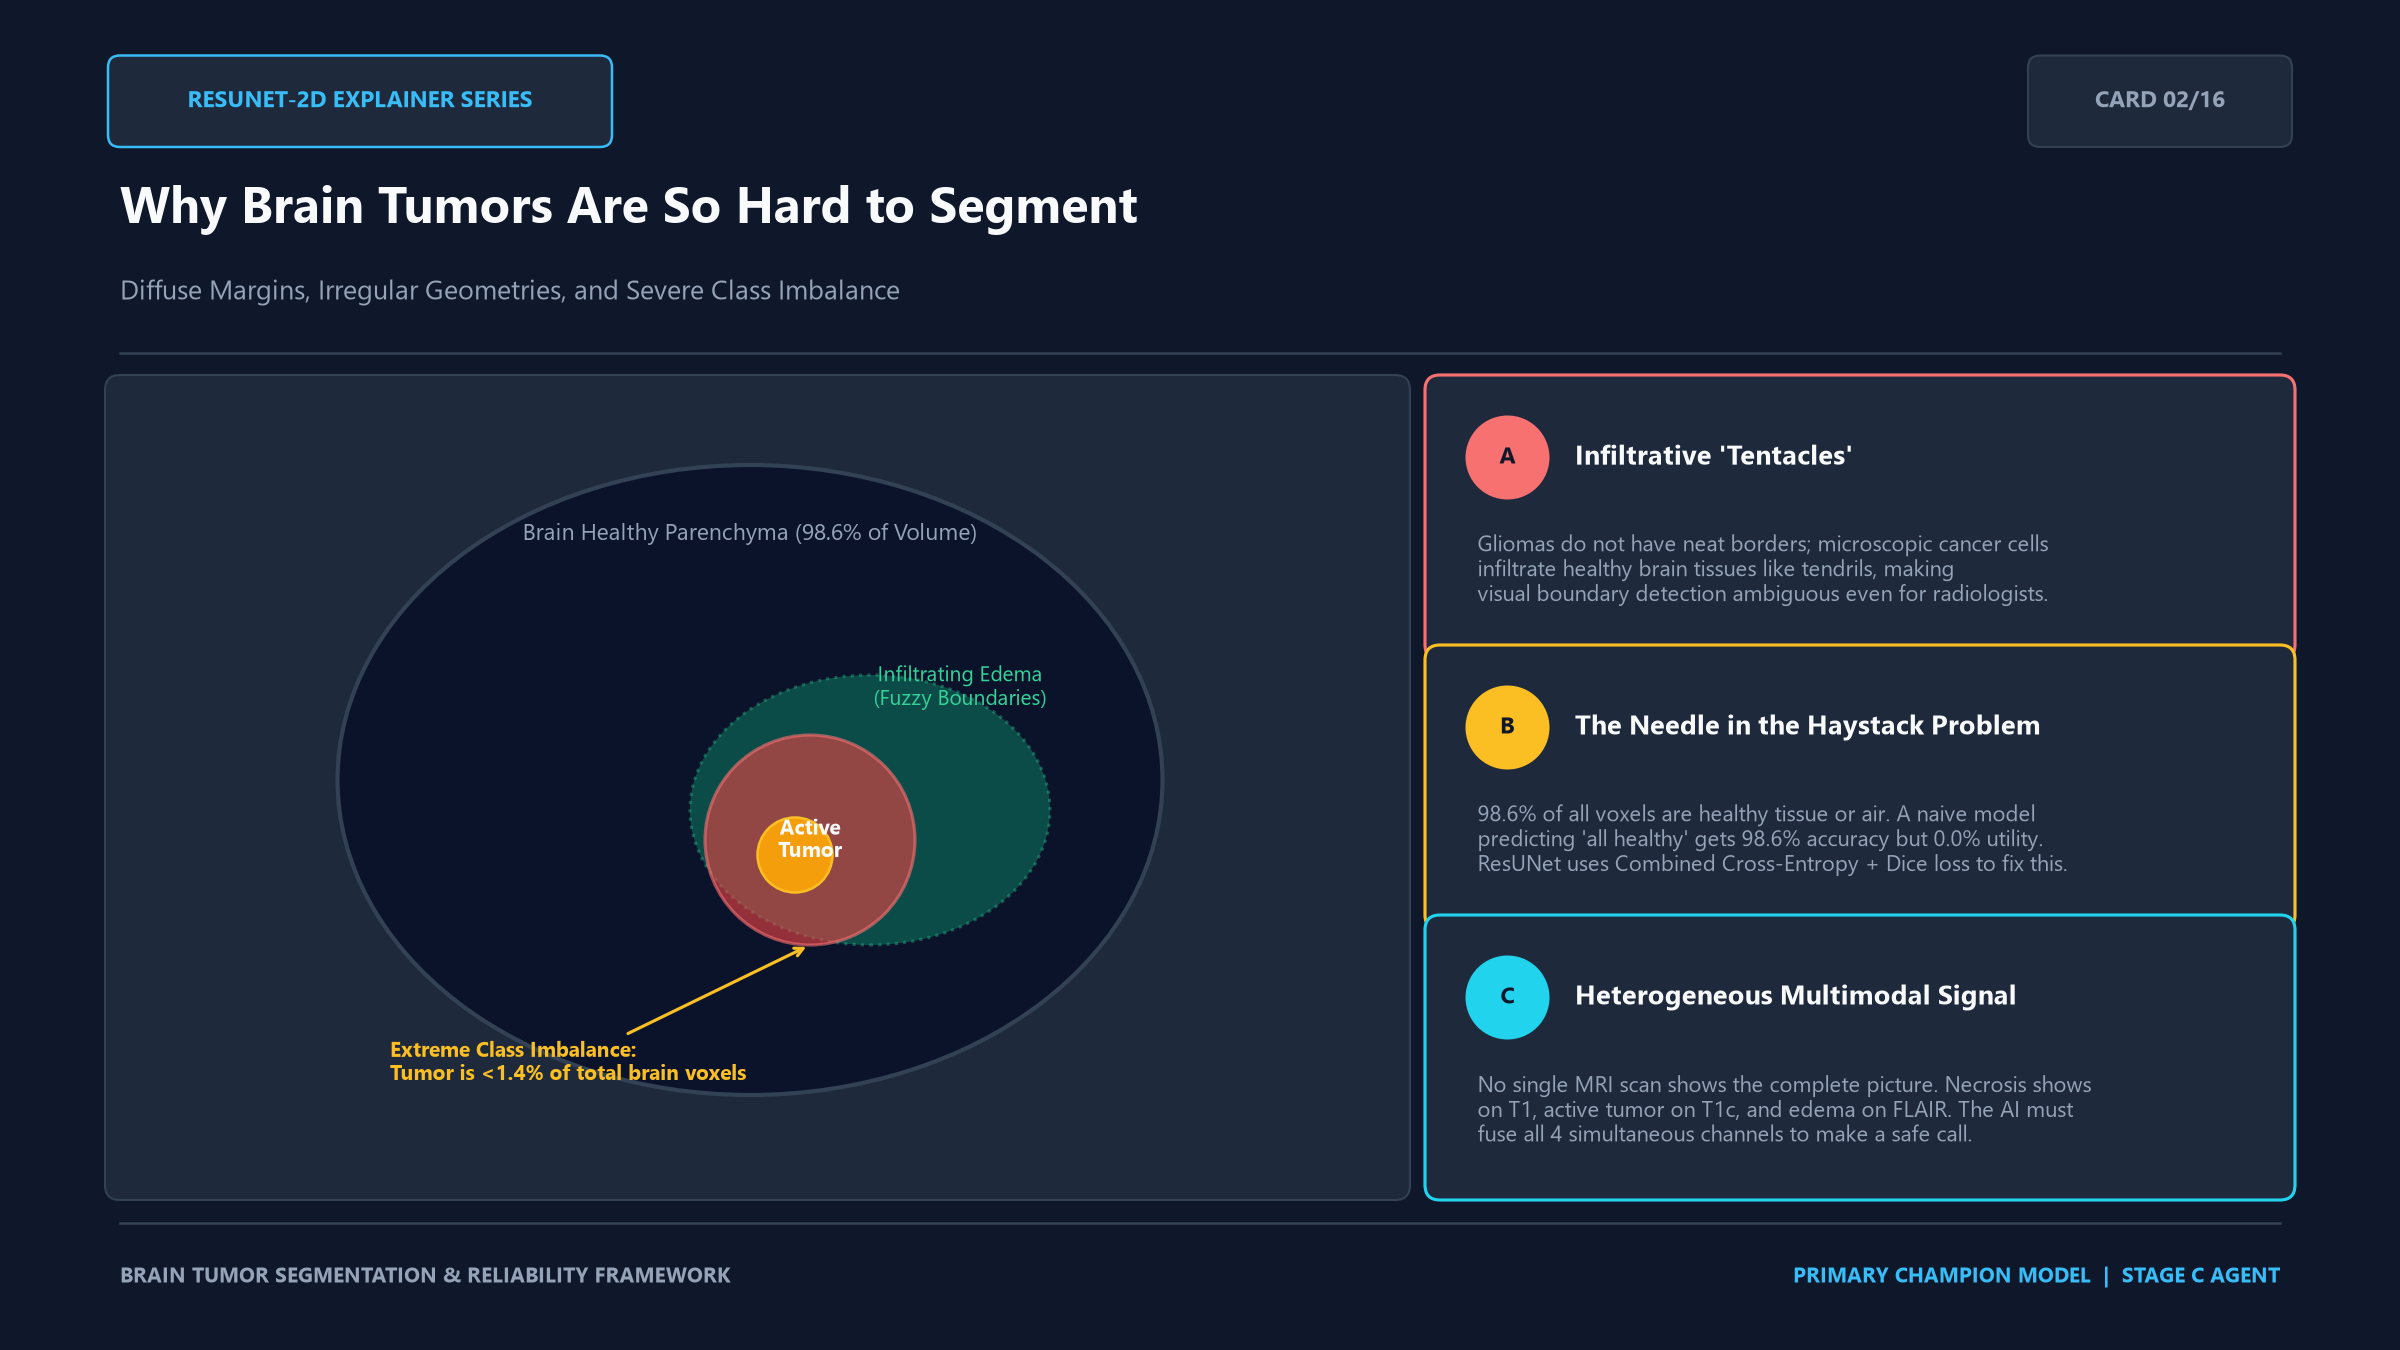 RESUNET-2D EXPLAINER SERIES
CARD 02/16
Why Brain Tumors Are So Hard to Segment
Diffuse Margins, Irregular Geometries, and Severe Class Imbalance
Brain Healthy Parenchyma (98.6% of Volume)
Infiltrating Edema
(Fuzzy Boundaries)
Active
Tumor
Extreme Class Imbalance:
Tumor is <1.4% of total brain voxels
A
Infiltrative 'Tentacles'
Gliomas do not have neat borders; microscopic cancer cells
infiltrate healthy brain tissues like tendrils, making
visual boundary detection ambiguous even for radiologists.
B
The Needle in the Haystack Problem
98.6% of all voxels are healthy tissue or air. A naive model
predicting 'all healthy' gets 98.6% accuracy but 0.0% utility.
ResUNet uses Combined Cross-Entropy + Dice loss to fix this.
C
Heterogeneous Multimodal Signal
No single MRI scan shows the complete picture. Necrosis shows
on T1, active tumor on T1c, and edema on FLAIR. The AI must
fuse all 4 simultaneous channels to make a safe call.
BRAIN TUMOR SEGMENTATION & RELIABILITY FRAMEWORK
PRIMARY CHAMPION MODEL | STAGE C AGENT